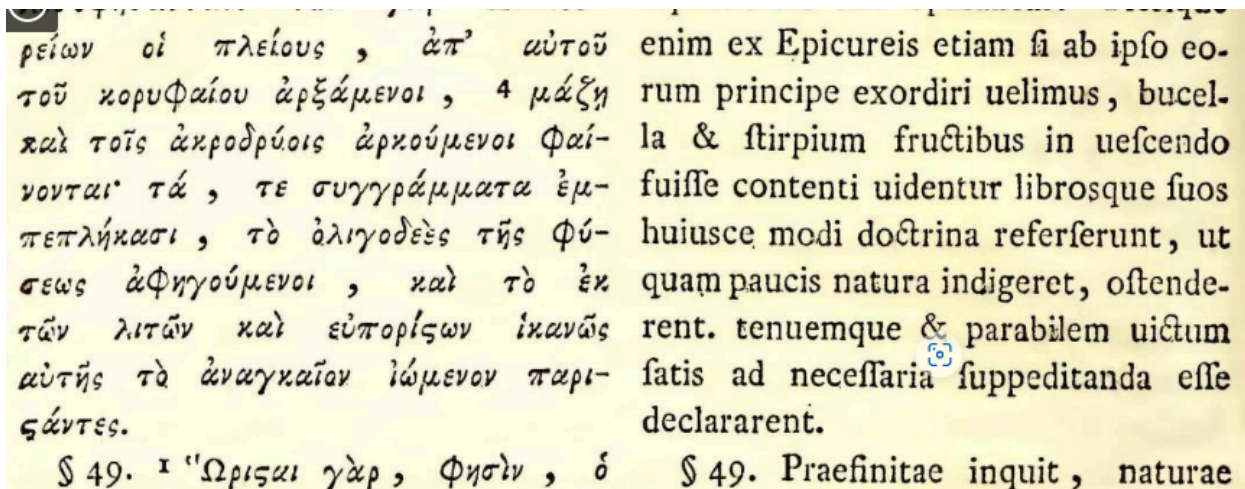 ρείων οἱ πλείους , ἀπ' αὐτοῦ
τοῦ κορυφαίου ἀρξάμενοι , 4 μάζῃ
καὶ τοῖς ἀκροδρύοις ἀρκούμενοι φαί-
νονται· τά , τε συγγράμματα ἐμ-
πεπλήκασι , τὸ ὀλιγοδεὲς τῆς φύ-
σεως ἀφηγούμενοι , καὶ τὸ ἐκ
τῶν λιτῶν καὶ εὐπορίϛων ἱκανῶς
αὐτῆς τὸ ἀναγκαῖον ἰώμενον παρι-
ϛάντες.
§ 49. 1 Ὥριϛαι γὰρ , φησὶν , ὁ
enim ex Epicureis etiam ſi ab ipſo eo-
rum principe exordiri uelimus , bucel-
la & ſtirpium fructibus in ueſcendo
fuiſſe contenti uidentur librosque ſuos
huiusce modi doctrina referſerunt , ut
quam paucis natura indigeret, oſtende-
rent. tenuemque & parabilem uictum
ſatis ad neceſſaria ſuppeditanda eſſe
declararent.
§ 49. Praefinitae inquit , naturae